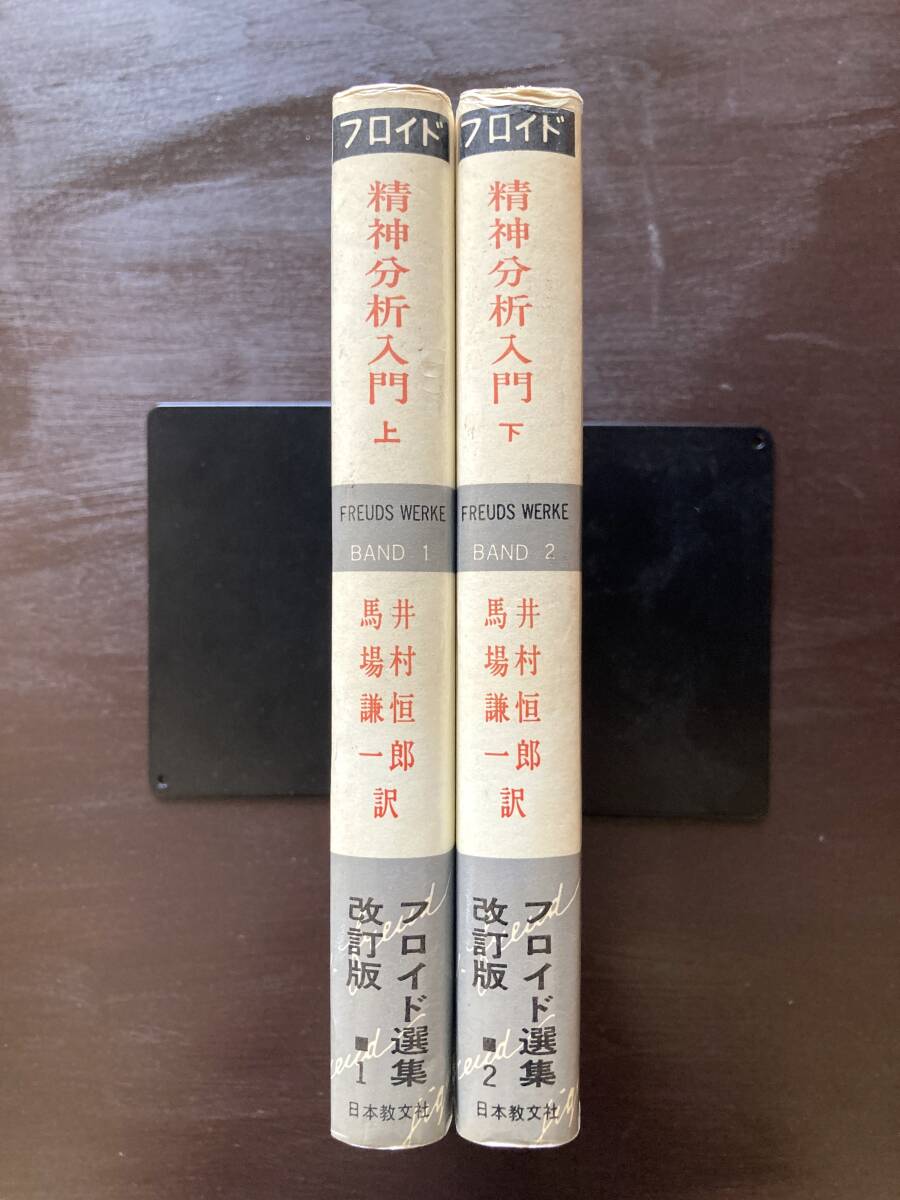 フロイド
精神分析入門 上
FREUDS WERKE
BAND 1
井村恒郎
馬場謙一
訳
フロイド選集
改訂版 ■1
日本教文社
フロイド
精神分析入門 下
FREUDS WERKE
BAND 2
井村恒郎
馬場謙一
訳
フロイド選集
改訂版 ■2
日本教文社